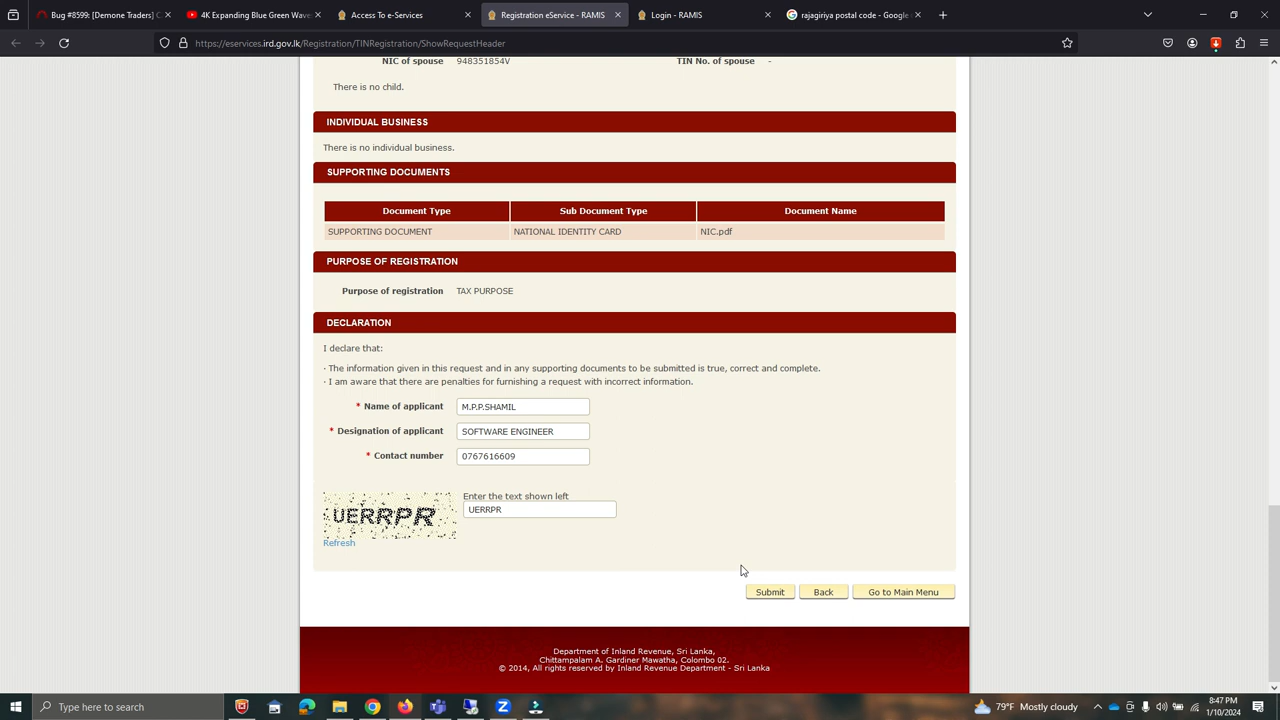 Bug #8599: [Demone Traders] C
4K Expanding Blue Green Wave
Access To e-Services
Registration eService - RAMIS
Login - RAMIS
rajagiriya postal code - Google
https://eservices.ird.gov.lk/Registration/TINRegistration/ShowRequestHeader
NIC of spouse 948351854V TIN No. of spouse -
There is no child.
INDIVIDUAL BUSINESS
There is no individual business.
SUPPORTING DOCUMENTS
Document Type Sub Document Type Document Name
SUPPORTING DOCUMENT NATIONAL IDENTITY CARD NIC.pdf
PURPOSE OF REGISTRATION
Purpose of registration TAX PURPOSE
DECLARATION
I declare that:
· The information given in this request and in any supporting documents to be submitted is true, correct and complete.
· I am aware that there are penalties for furnishing a request with incorrect information.
* Name of applicant M.P.P.SHAMIL
* Designation of applicant SOFTWARE ENGINEER
* Contact number 0767616609
Enter the text shown left
UERRPR UERRPR
Refresh
Submit Back Go to Main Menu
Department of Inland Revenue, Sri Lanka,
Chittampalam A. Gardiner Mawatha, Colombo 02.
© 2014, All rights reserved by Inland Revenue Department - Sri Lanka
Type here to search
79°F Mostly cloudy
8:47 PM
1/10/2024